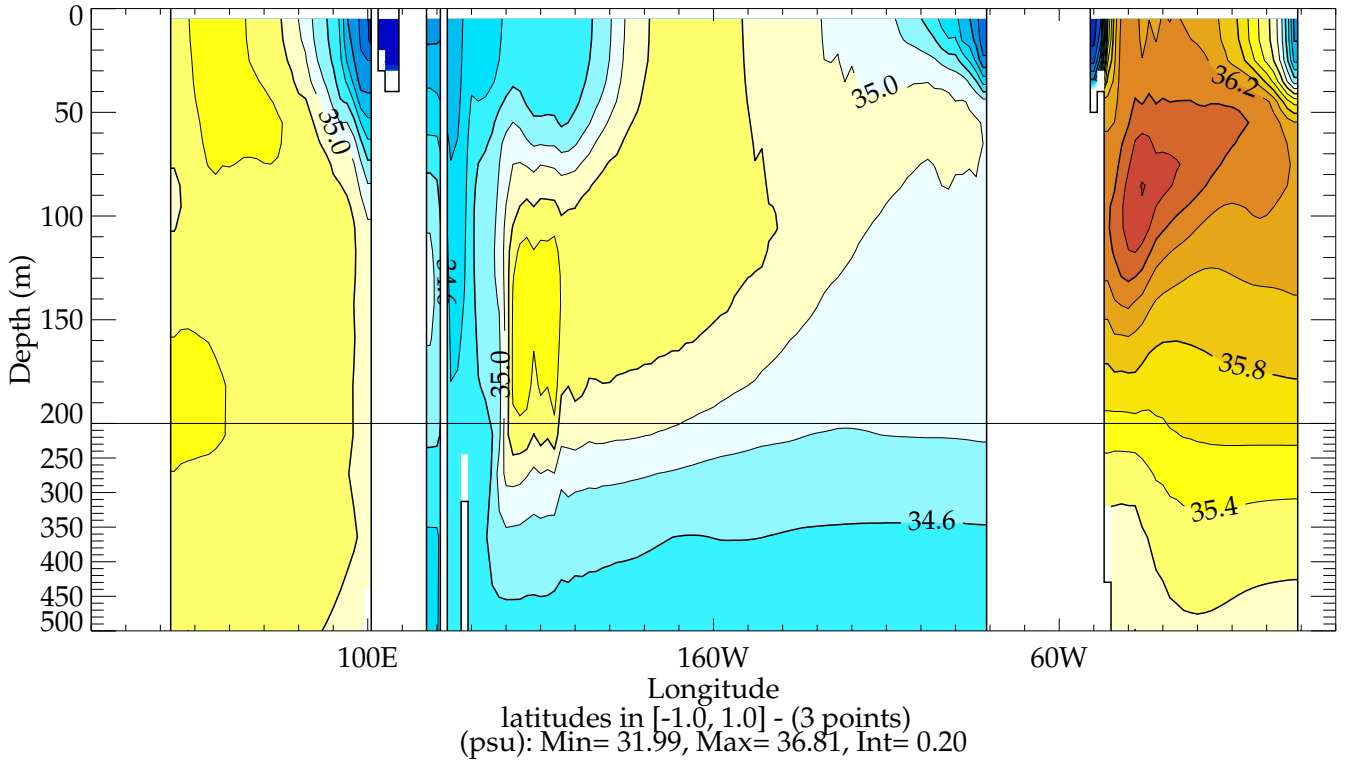 0
50
100
150
200
250
300
350
400
450
500
Depth (m)
35.0
34.6
35.0
35.0
34.6
36.2
35.8
35.4
100E
160W
60W
Longitude
latitudes in [-1.0, 1.0] - (3 points)
(psu): Min= 31.99, Max= 36.81, Int= 0.20